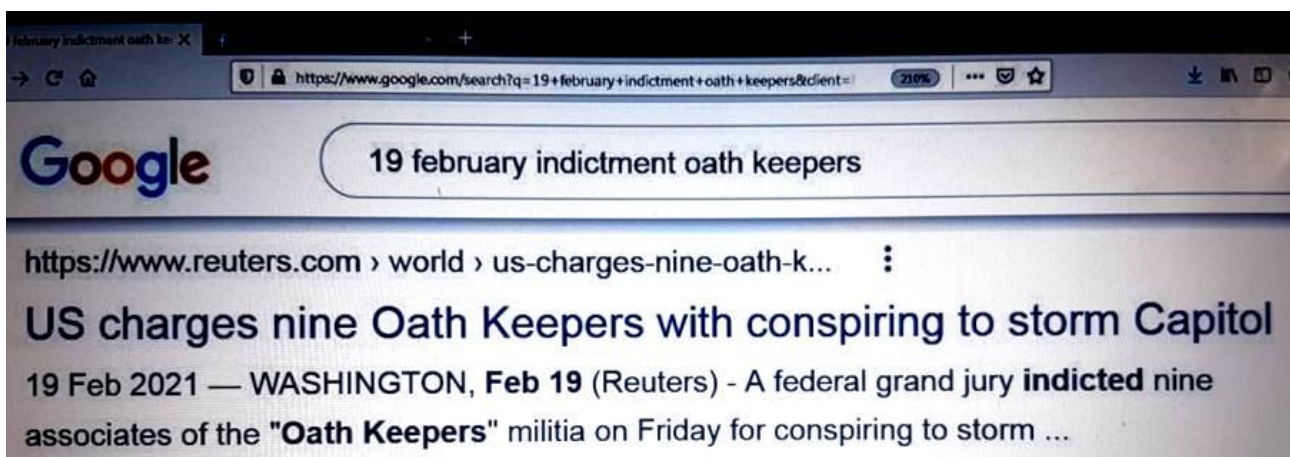 february indictment oath ke
https://www.google.com/search?q=19+february+indictment+oath+keepers&client=
210%
Google
19 february indictment oath keepers
https://www.reuters.com › world › us-charges-nine-oath-k...
US charges nine Oath Keepers with conspiring to storm Capitol
19 Feb 2021 — WASHINGTON, Feb 19 (Reuters) - A federal grand jury indicted nine
associates of the "Oath Keepers" militia on Friday for conspiring to storm ...